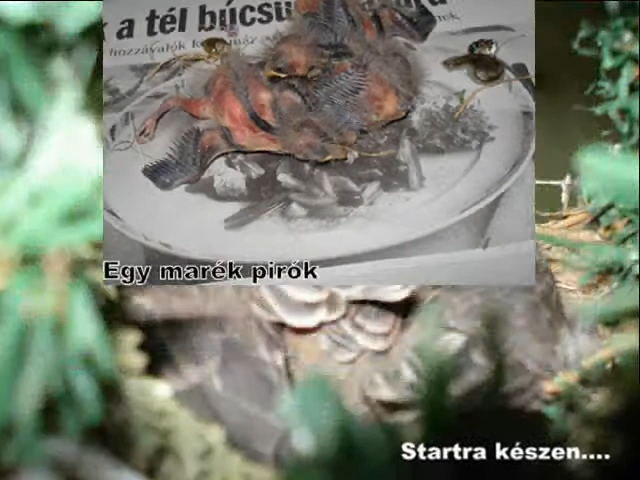 a tél búcsú
hozzávalók
Egy marék pirók
Startra készen....